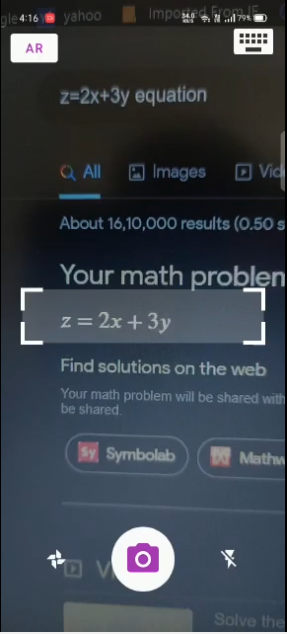 4:16 79%
yahoo Imported From IE
AR
z=2x+3y equation
All Images Vid
About 16,10,000 results (0.50 s
Your math problem
z = 2x + 3y
Find solutions on the web
Your math problem will be shared with
be shared.
Sy Symbolab Mathw
Vi
Solve the